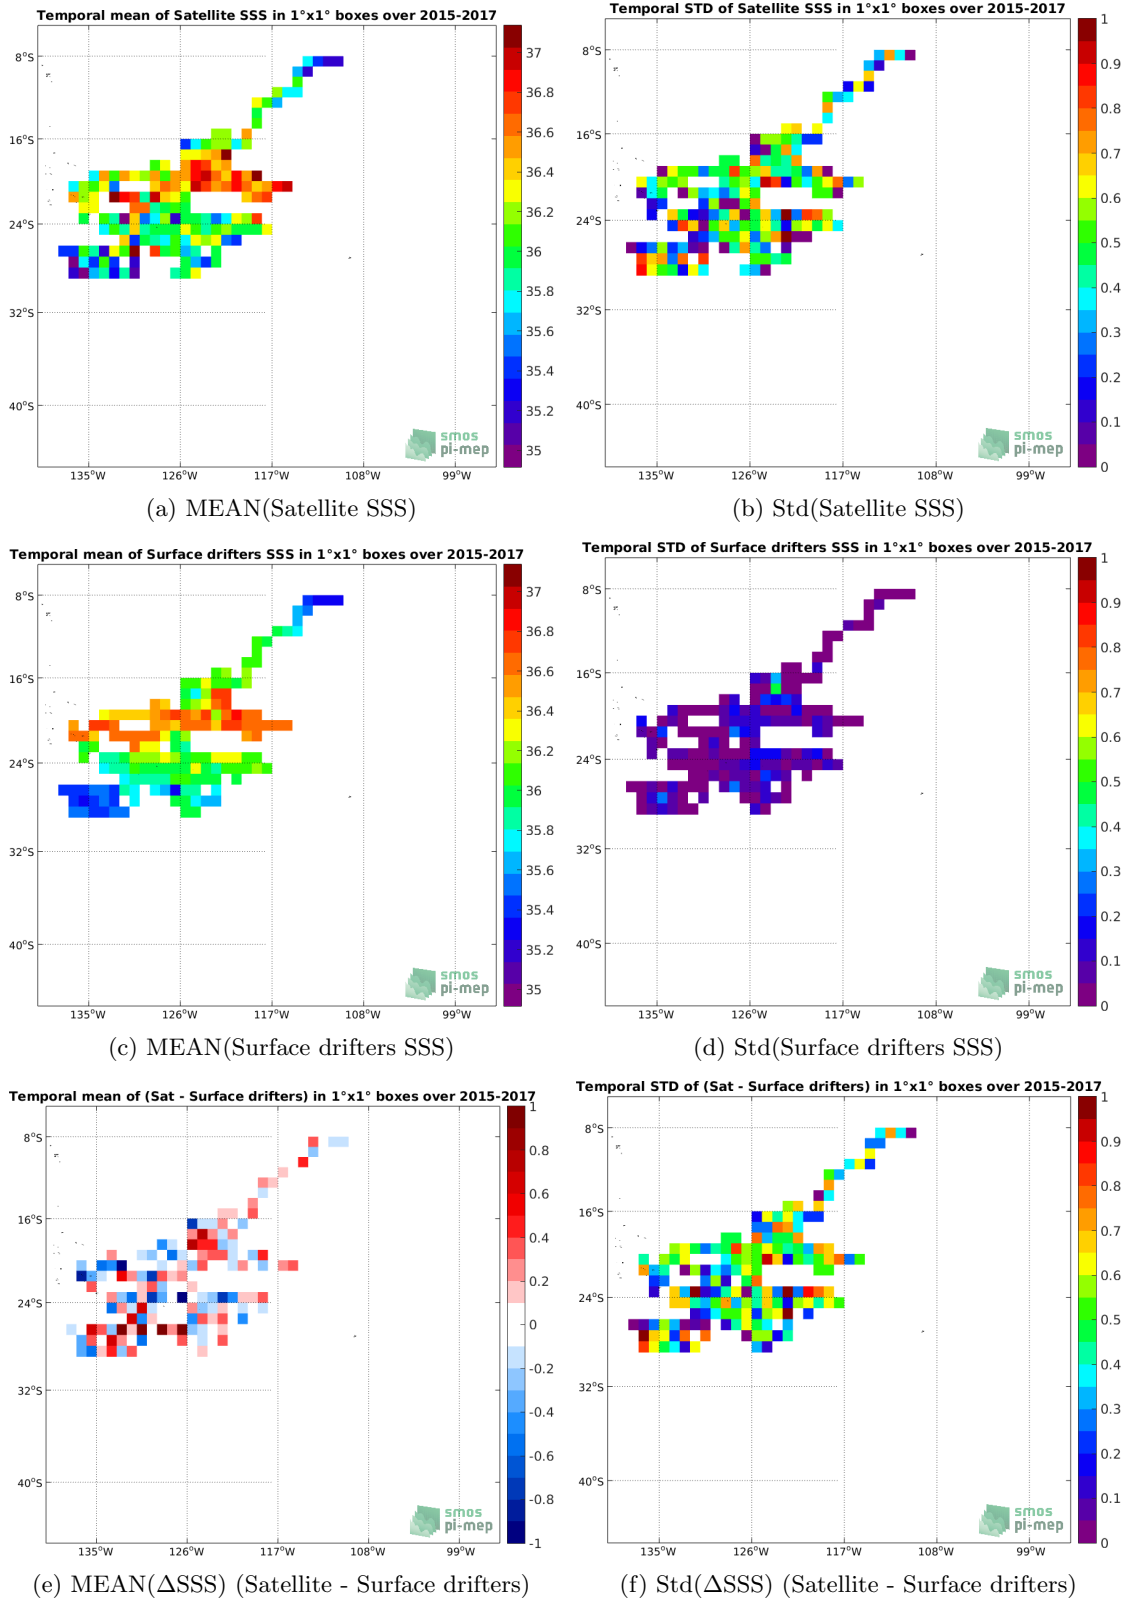 Temporal mean of Satellite SSS in 1°x1° boxes over 2015-2017
8°S
16°S
24°S
32°S
40°S
135°W 126°W 117°W 108°W 99°W
37
36.8
36.6
36.4
36.2
36
35.8
35.6
35.4
35.2
35
smos
pi-mep
(a) MEAN(Satellite SSS)
Temporal STD of Satellite SSS in 1°x1° boxes over 2015-2017
8°S
16°S
24°S
32°S
40°S
135°W 126°W 117°W 108°W 99°W
1
0.9
0.8
0.7
0.6
0.5
0.4
0.3
0.2
0.1
0
smos
pi-mep
(b) Std(Satellite SSS)
Temporal mean of Surface drifters SSS in 1°x1° boxes over 2015-2017
8°S
16°S
24°S
32°S
40°S
135°W 126°W 117°W 108°W 99°W
37
36.8
36.6
36.4
36.2
36
35.8
35.6
35.4
35.2
35
smos
pi-mep
(c) MEAN(Surface drifters SSS)
Temporal STD of Surface drifters SSS in 1°x1° boxes over 2015-2017
8°S
16°S
24°S
32°S
40°S
135°W 126°W 117°W 108°W 99°W
1
0.9
0.8
0.7
0.6
0.5
0.4
0.3
0.2
0.1
0
smos
pi-mep
(d) Std(Surface drifters SSS)
Temporal mean of (Sat - Surface drifters) in 1°x1° boxes over 2015-2017
8°S
16°S
24°S
32°S
40°S
135°W 126°W 117°W 108°W 99°W
1
0.8
0.6
0.4
0.2
0
-0.2
-0.4
-0.6
-0.8
-1
smos
pi-mep
(e) MEAN(ΔSSS) (Satellite - Surface drifters)
Temporal STD of (Sat - Surface drifters) in 1°x1° boxes over 2015-2017
8°S
16°S
24°S
32°S
40°S
135°W 126°W 117°W 108°W 99°W
1
0.9
0.8
0.7
0.6
0.5
0.4
0.3
0.2
0.1
0
smos
pi-mep
(f) Std(ΔSSS) (Satellite - Surface drifters)